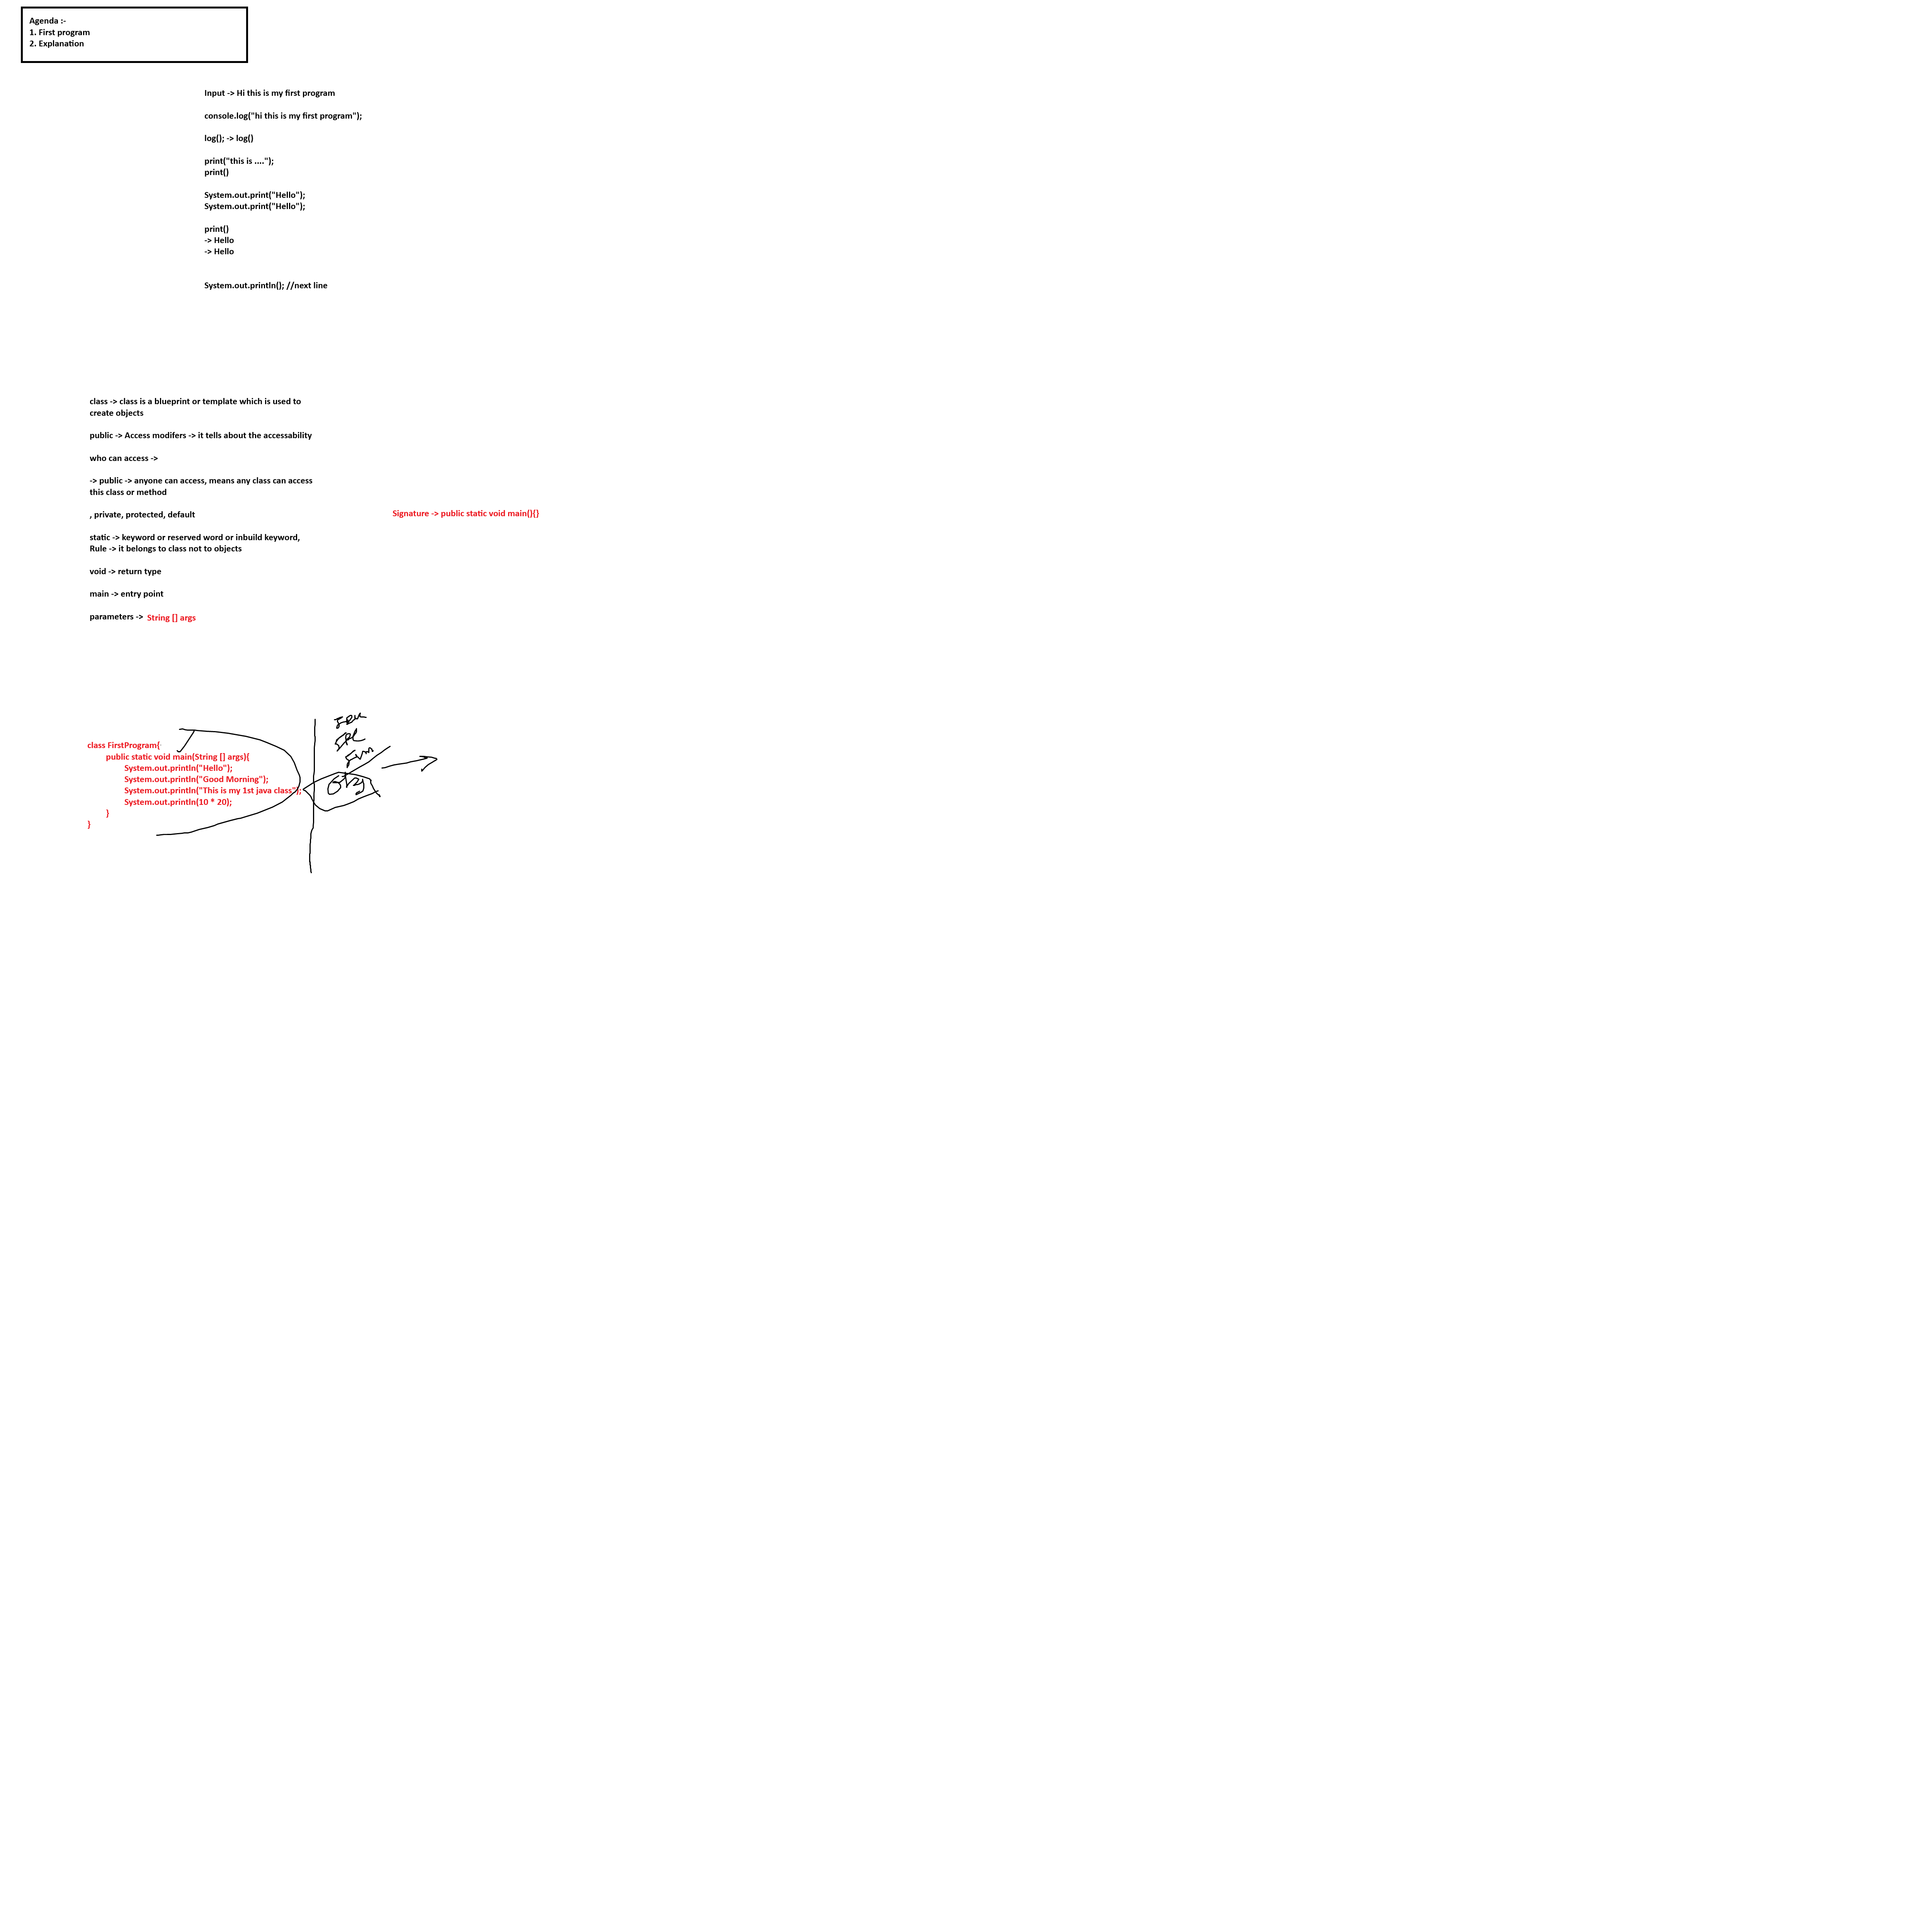 Agenda :-
1. First program
2. Explanation
Input -> Hi this is my first program
console.log("hi this is my first program");
log(); -> log()
print("this is ....");
print()
System.out.print("Hello");
System.out.print("Hello");
print()
-> Hello
-> Hello
System.out.println(); //next line
class -> class is a blueprint or template which is used to
create objects
public -> Access modifers -> it tells about the accessability
who can access ->
-> public -> anyone can access, means any class can access
this class or method
, private, protected, default
Signature -> public static void main(){}
static -> keyword or reserved word or inbuild keyword,
Rule -> it belongs to class not to objects
void -> return type
main -> entry point
parameters -> String [] args
class FirstProgram{
public static void main(String [] args){
System.out.println("Hello");
System.out.println("Good Morning");
System.out.println("This is my 1st java class");
System.out.println(10 * 20);
}
}